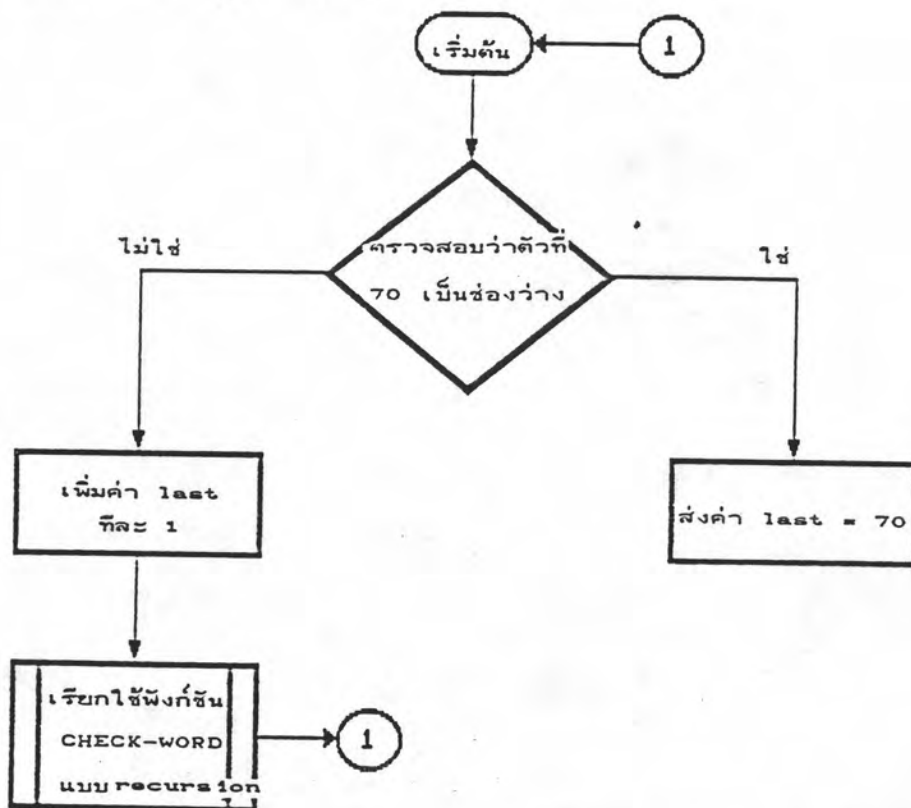 เริ่มต้น
1
ตรวจสอบว่าตัวที่
70 เป็นช่องว่าง
ไม่ใช่
ใช่
เพิ่มค่า last
ทีละ 1
ส่งค่า last = 70
เรียกใช้ฟังก์ชัน
CHECK-WORD
แบบ recursion
1